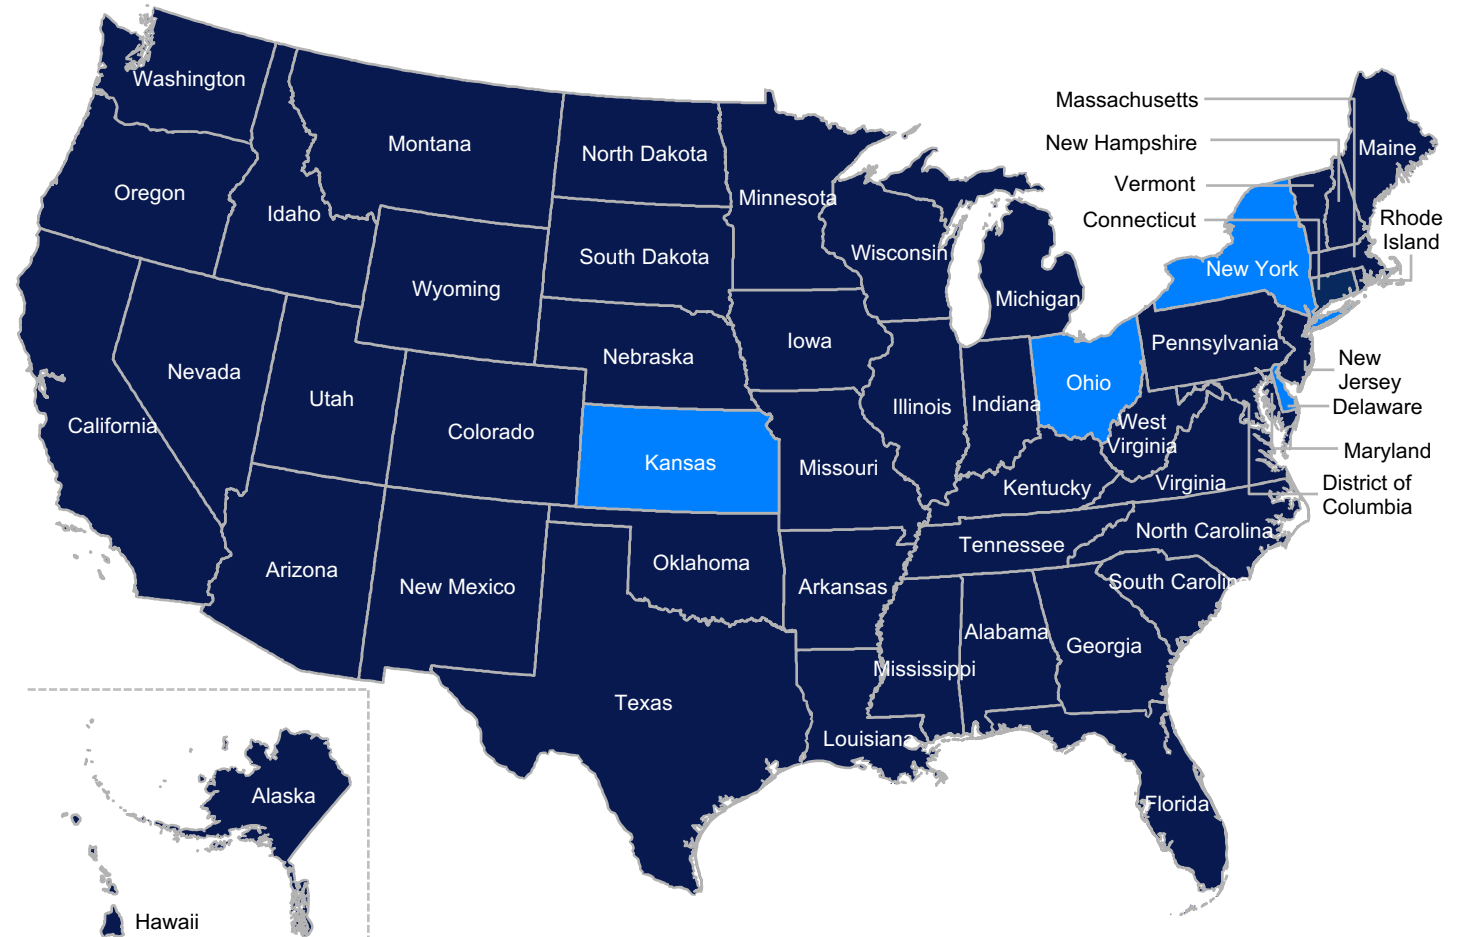 Washington
Montana
North Dakota
Minnesota
Massachusetts
New Hampshire
Maine
Vermont
Connecticut
Rhode
Island
Oregon
Idaho
South Dakota
Wisconsin
New York
Wyoming
Michigan
Iowa
Pennsylvania
New
Jersey
Nebraska
Nevada
Utah
Ohio
Delaware
Illinois
Indiana
California
Colorado
West
Virginia
Maryland
Kansas
Missouri
Kentucky
Virginia
District of
Columbia
North Carolina
Tennessee
Oklahoma
Arizona
New Mexico
Arkansas
South Carolina
Alabama
Georgia
Mississippi
Texas
Louisiana
Alaska
Florida
Hawaii